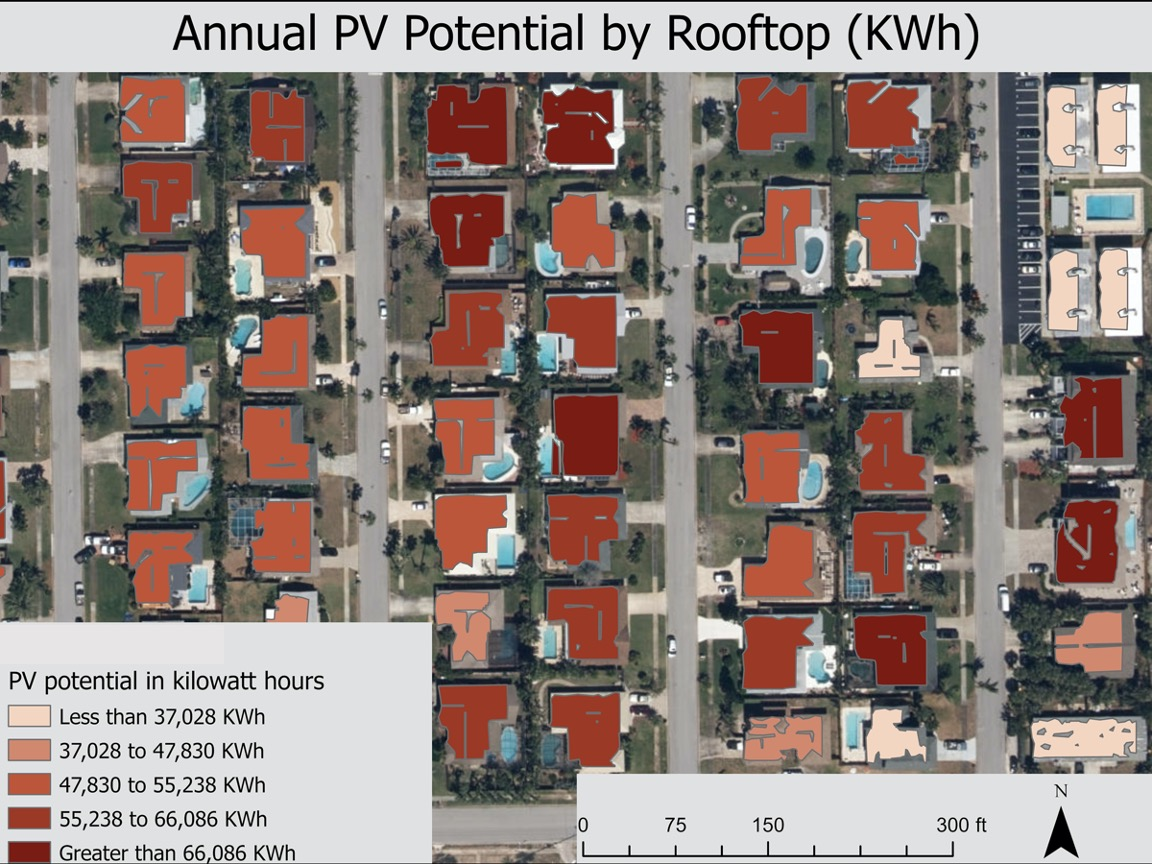 Annual PV Potential by Rooftop (KWh)
PV potential in kilowatt hours
Less than 37,028 KWh
37,028 to 47,830 KWh
47,830 to 55,238 KWh
55,238 to 66,086 KWh
Greater than 66,086 KWh
N
0 75 150 300 ft